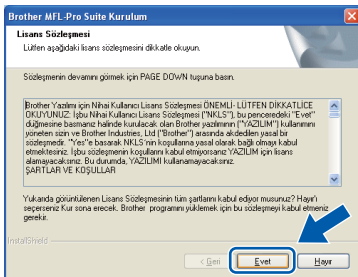 Brother MFL-Pro Suite Kurulum
Lisans Sözleşmesi
Lütfen aşağıdaki lisans sözleşmesini dikkatle okuyun.
Sözleşmenin devamını görmek için PAGE DOWN tuşuna basın.
Brother Yazılımı için Nihai Kullanıcı Lisans Sözleşmesi ÖNEMLİ- LÜTFEN DİKKATLİCE
OKUYUNUZ: İşbu Nihai Kullanıcı Lisans Sözleşmesi ("NKLS"), bu penceredeki "Evet"
düğmesine basmanız halinde kurulacak olan Brother yazılımının ("YAZILIM") kullanımını
yöneten sizin ve Brother Industries, Ltd ("Brother") arasında akdedilen yasal bir
sözleşmedir. "Yes"e basarak NKLS'nin koşullarına yasal olarak bağlı olmayı kabul
etmektesiniz. İşbu sözleşmenin koşullarını kabul etmiyorsanız YAZILIM için lisans
alamayacaksınız. Bu durumda, YAZILIMI kullanamayacaksınız.
ŞARTLAR VE KOŞULLAR
Yukarıda görüntülenen Lisans Sözleşmesinin tüm şartlarını kabul ediyor musunuz? Hayır'ı
seçerseniz Kur sona erecek. Brother programını yüklemek için bu sözleşmeyi kabul etmeniz
gerekir.
InstallShield
< Geri Evet Hayır